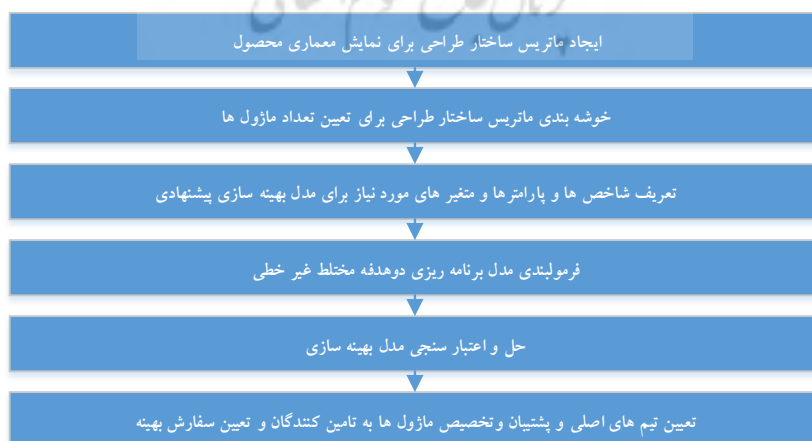 ایجاد ماتریس ساختار طراحی برای نمایش معماری محصول
خوشه بندی ماتریس ساختار طراحی برای تعیین تعداد ماژول ها
تعریف شاخص ها و پارامترها و متغیر های مورد نیاز برای مدل بهینه سازی پیشنهادی
فرمولبندی مدل برنامه ریزی دوهدفه مختلط غیر خطی
حل و اعتبار سنجی مدل بهینه سازی
تعیین تیم های اصلی و پشتیبان وتخصیص ماژول ها به تامین کنندگان و تعیین سفارش بهینه